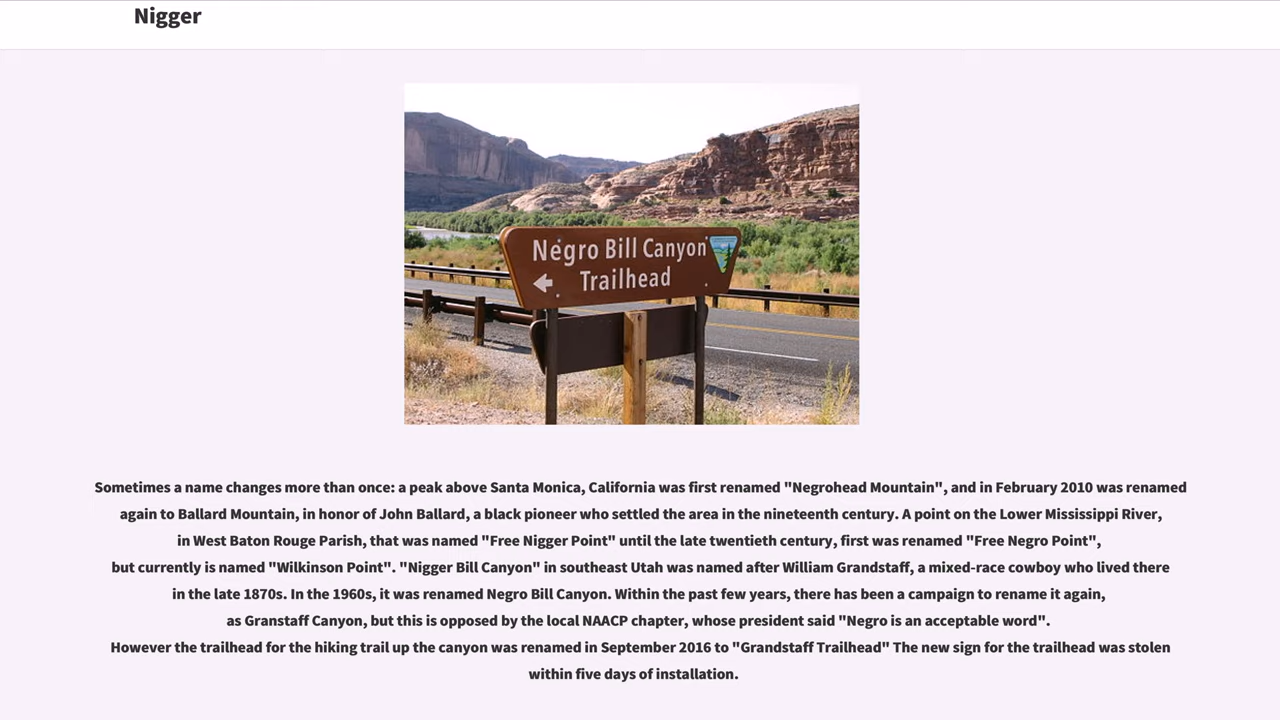 Nigger
Negro Bill Canyon
Trailhead
Sometimes a name changes more than once: a peak above Santa Monica, California was first renamed "Negrohead Mountain", and in February 2010 was renamed
again to Ballard Mountain, in honor of John Ballard, a black pioneer who settled the area in the nineteenth century. A point on the Lower Mississippi River,
in West Baton Rouge Parish, that was named "Free Nigger Point" until the late twentieth century, first was renamed "Free Negro Point",
but currently is named "Wilkinson Point". "Nigger Bill Canyon" in southeast Utah was named after William Grandstaff, a mixed-race cowboy who lived there
in the late 1870s. In the 1960s, it was renamed Negro Bill Canyon. Within the past few years, there has been a campaign to rename it again,
as Granstaff Canyon, but this is opposed by the local NAACP chapter, whose president said "Negro is an acceptable word".
However the trailhead for the hiking trail up the canyon was renamed in September 2016 to "Grandstaff Trailhead" The new sign for the trailhead was stolen
within five days of installation.